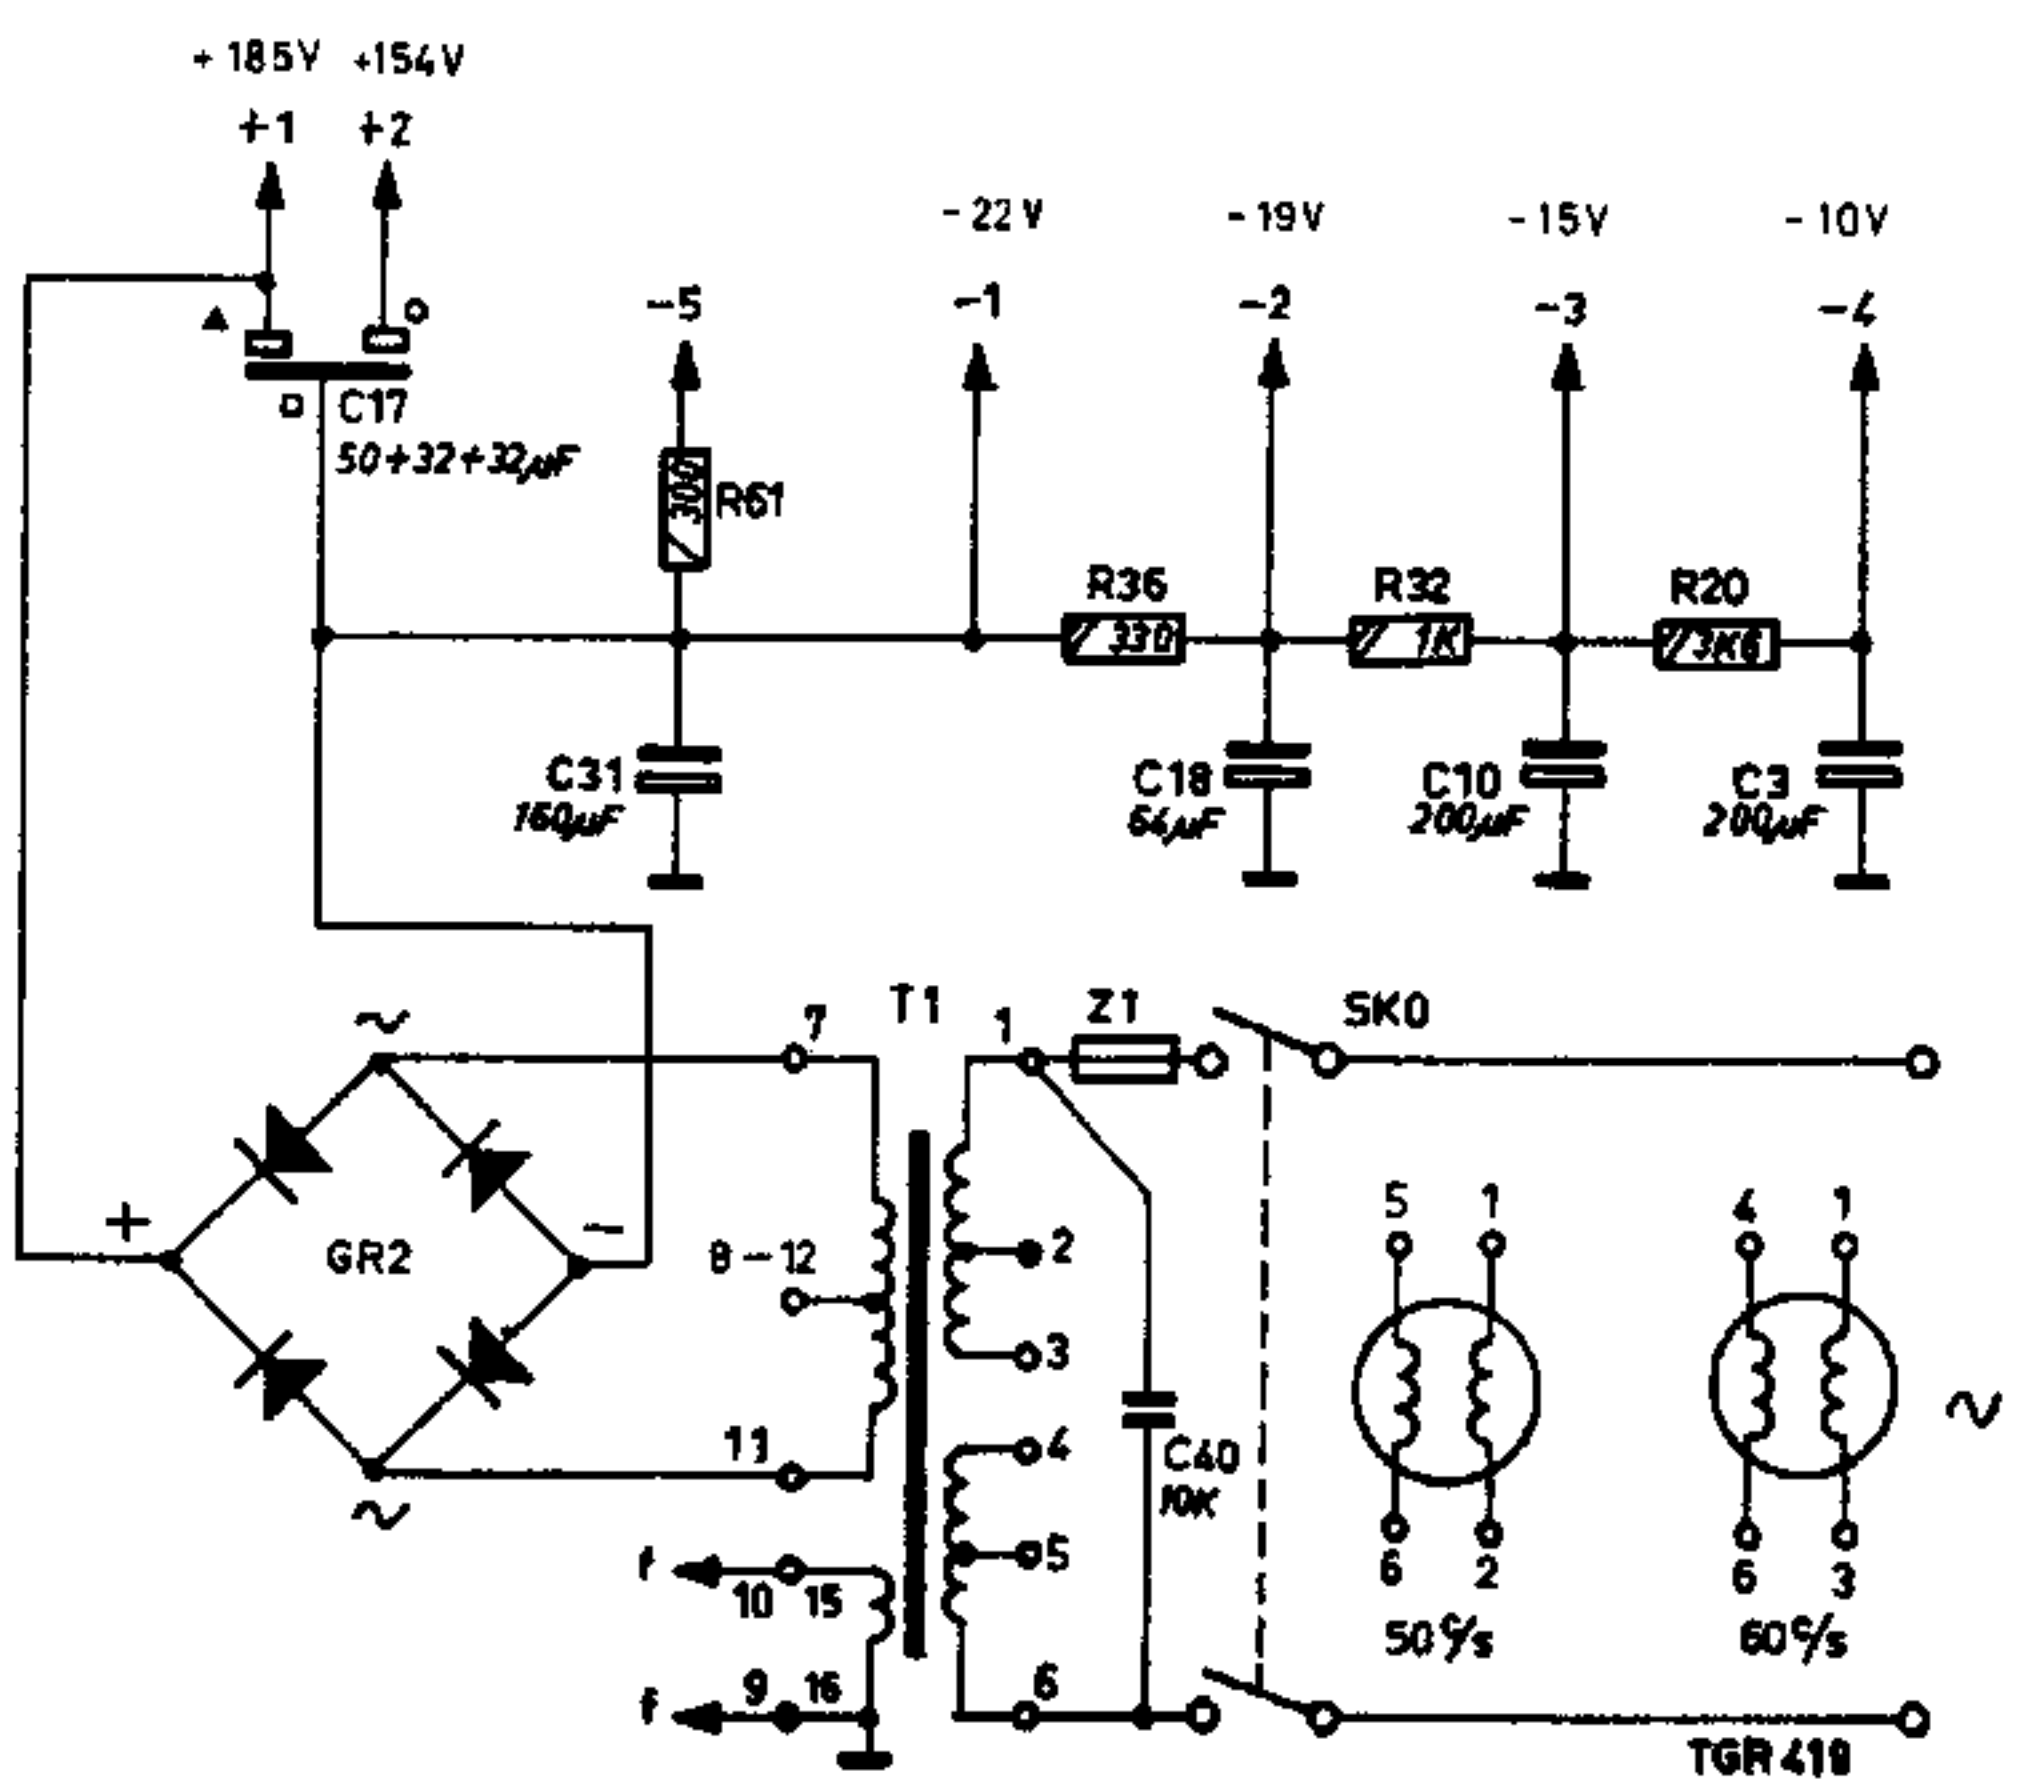 +185V +154V
+1 +2
-22V -19V -15V -10V
-5 -1 -2 -3 -4
C17
50+32+32µF
300 R61
R36 R32 R20
330 1K 3K6
C31 C18 C10 C3
160µF 64µF 200µF 200µF
T1 Z1 SK0
7 1
~
+ GR2 -
8-12 2
3
5 1 4 1
11 4
~
C40
10K
~
5
6 2 6 3
50 c/s 60 c/s
f 10 15
f 9 16 6
TGR 418